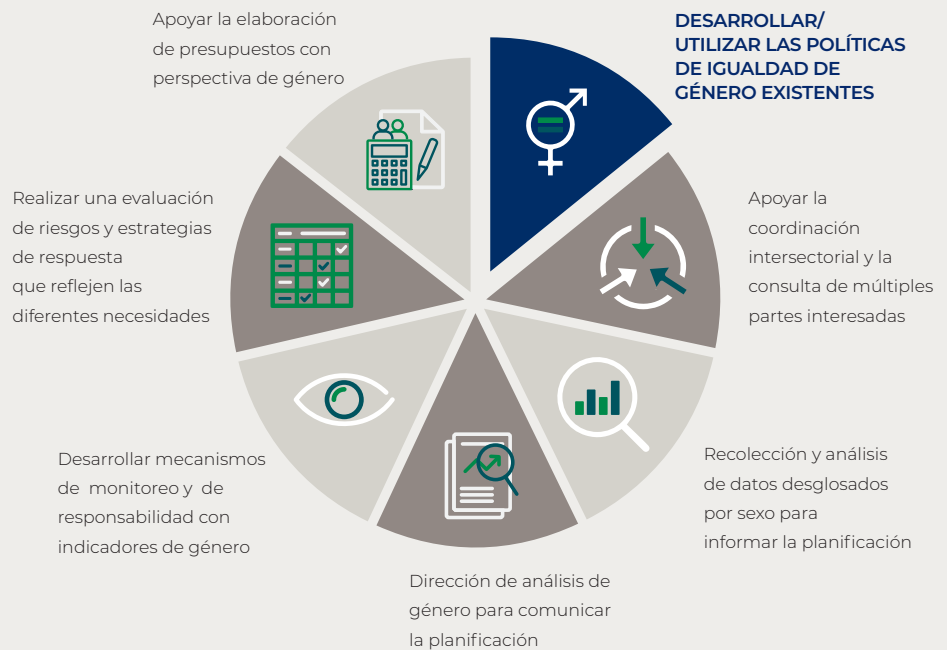 Apoyar la elaboración
de presupuestos con
perspectiva de género
DESARROLLAR/
UTILIZAR LAS POLÍTICAS
DE IGUALDAD DE
GÉNERO EXISTENTES
Apoyar la
coordinación
intersectorial y la
consulta de múltiples
partes interesadas
Recolección y análisis
de datos desglosados
por sexo para
informar la planificación
Dirección de análisis de
género para comunicar
la planificación
Desarrollar mecanismos
de monitoreo y de
responsabilidad con
indicadores de género
Realizar una evaluación
de riesgos y estrategias
de respuesta
que reflejen las
diferentes necesidades